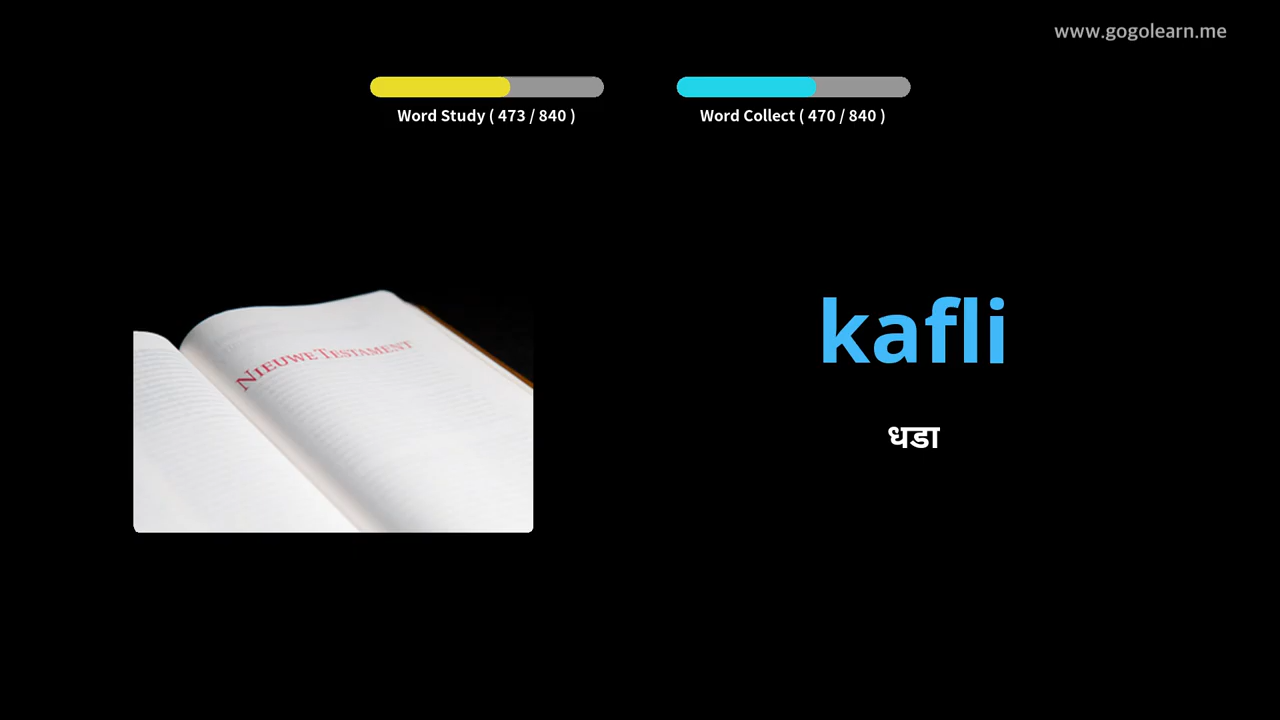 www.gogolearn.me
Word Study ( 473 / 840 )
Word Collect ( 470 / 840 )
NIEUWE TESTAMENT
kafli
धडा